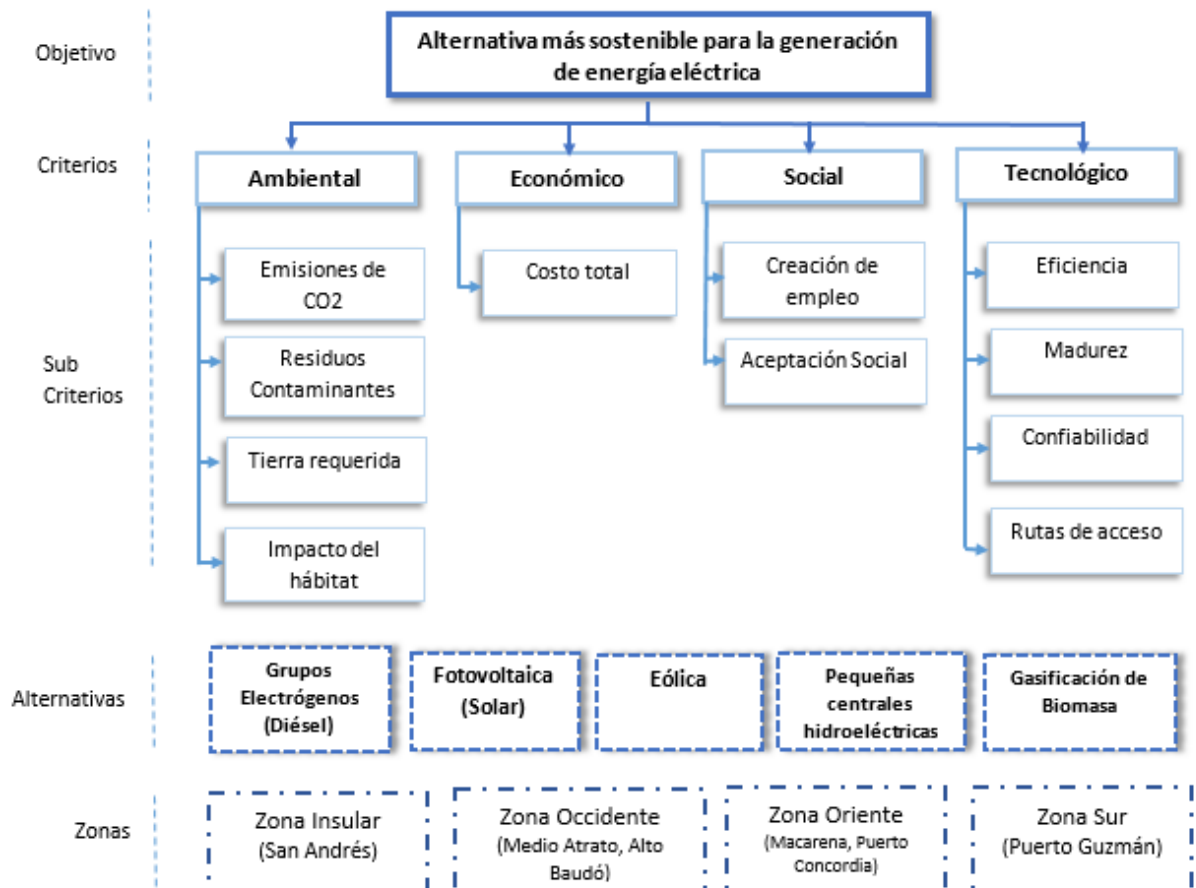 Objetivo
Alternativa más sostenible para la generación
de energía eléctrica
Criterios
Ambiental
Económico
Social
Tecnológico
Sub
Criterios
Emisiones de
CO2
Residuos
Contaminantes
Tierra requerida
Impacto del
hábitat
Costo total
Creación de
empleo
Aceptación Social
Eficiencia
Madurez
Confiabilidad
Rutas de acceso
Alternativas
Grupos
Electrógenos
(Diésel)
Fotovoltaica
(Solar)
Eólica
Pequeñas
centrales
hidroeléctricas
Gasificación de
Biomasa
Zonas
Zona Insular
(San Andrés)
Zona Occidente
(Medio Atrato, Alto
Baudó)
Zona Oriente
(Macarena, Puerto
Concordia)
Zona Sur
(Puerto Guzmán)